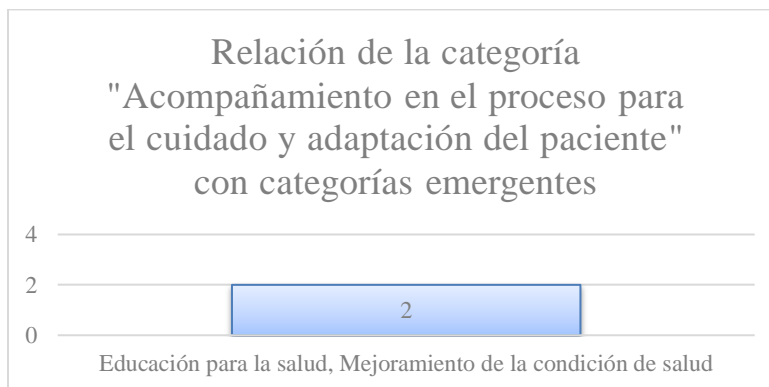 Relación de la categoría
"Acompañamiento en el proceso para
el cuidado y adaptación del paciente"
con categorías emergentes
4
2
2
0
Educación para la salud, Mejoramiento de la condición de salud